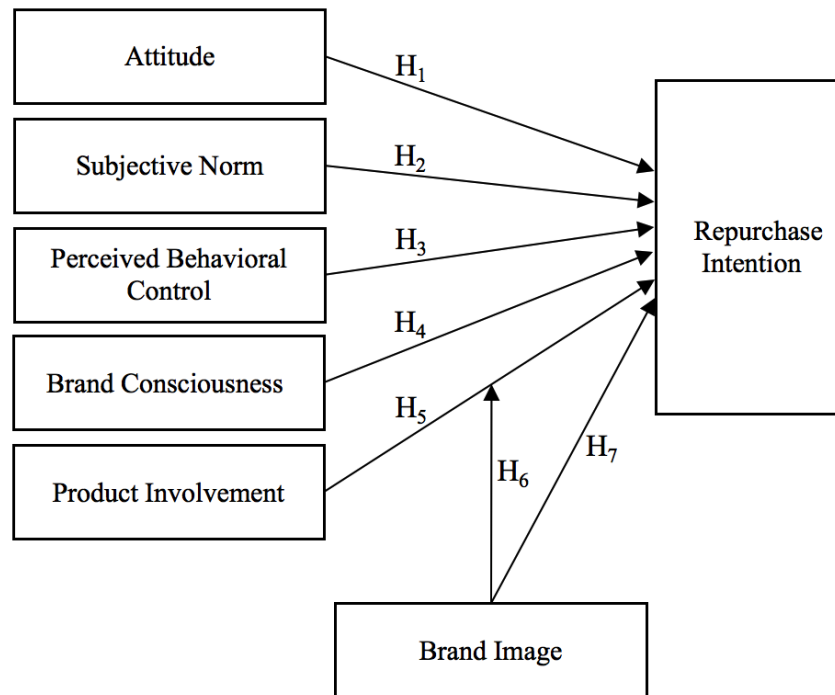 Attitude
H₁
Subjective Norm
H₂
Perceived Behavioral
Control
H₃
Repurchase
Intention
Brand Consciousness
H₄
Product Involvement
H₅
H₆
H₇
Brand Image